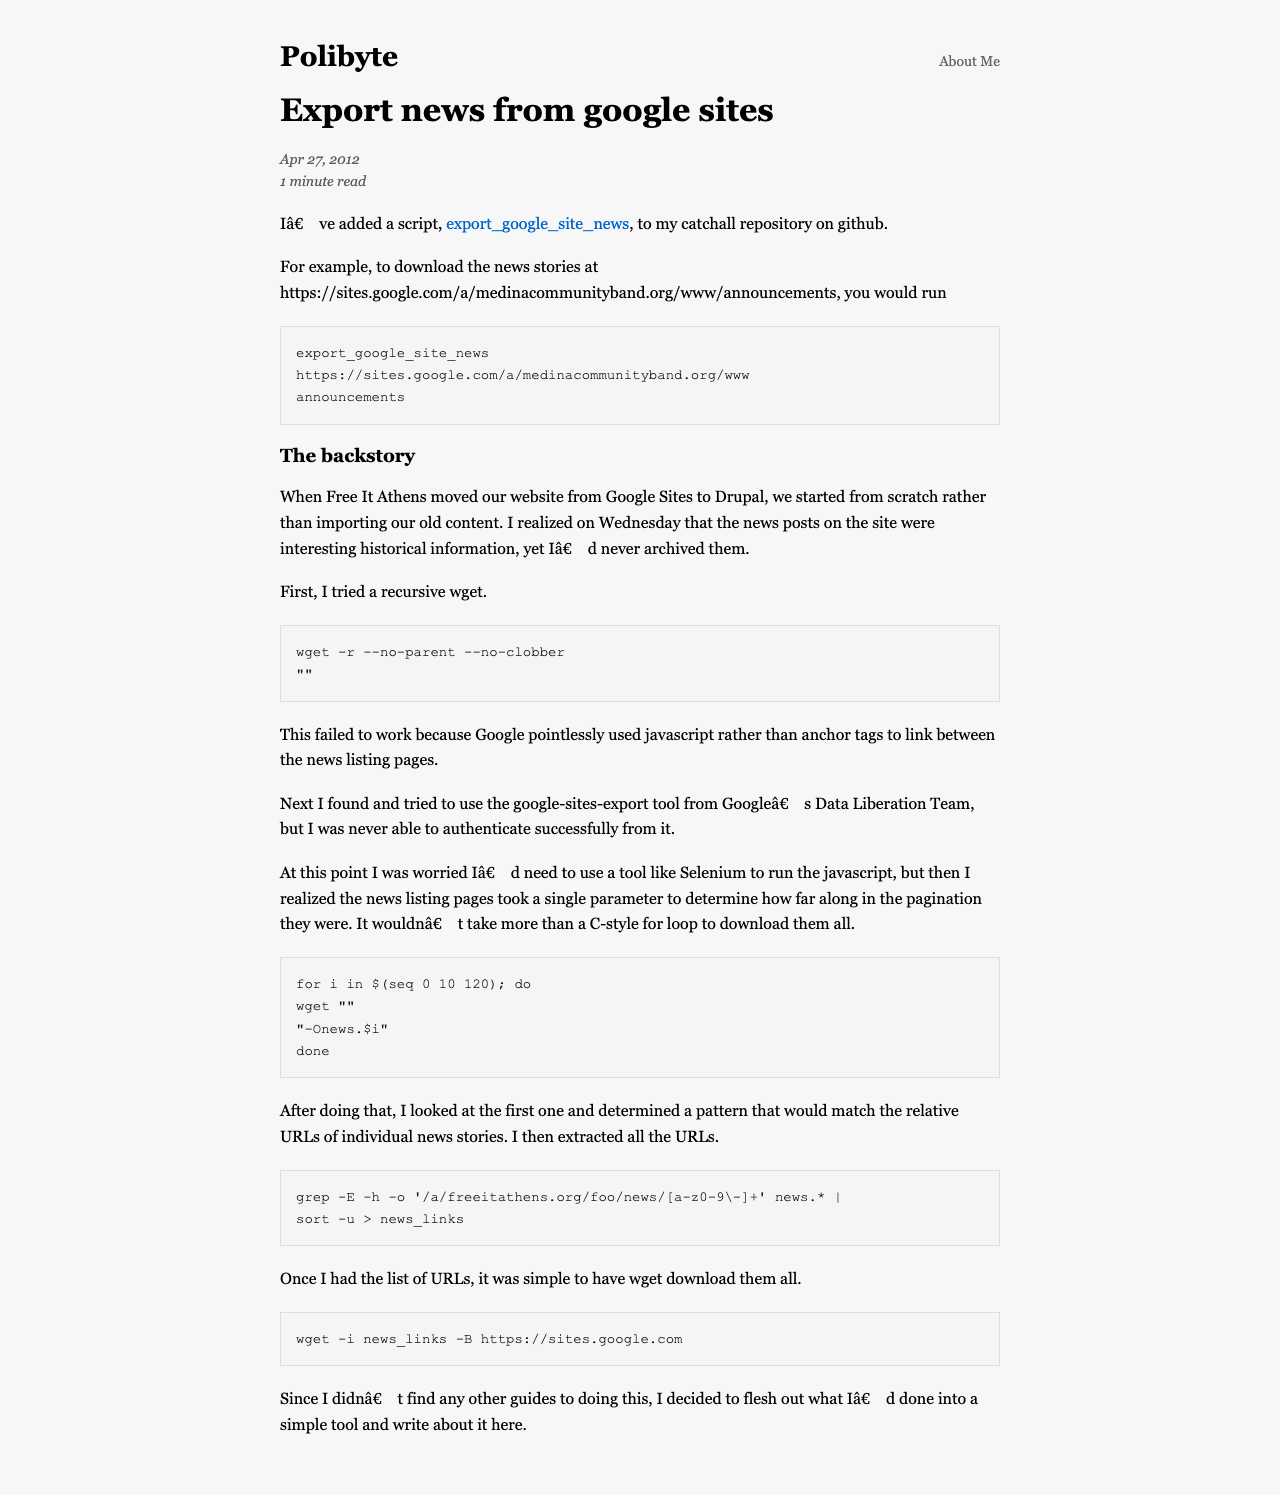 Polibyte
About Me
Export news from google sites
Apr 27, 2012
1 minute read
Iâ€ ve added a script, export_google_site_news, to my catchall repository on github.
For example, to download the news stories at
https://sites.google.com/a/medinacommunityband.org/www/announcements, you would run
export_google_site_news
https://sites.google.com/a/medinacommunityband.org/www
announcements
The backstory
When Free It Athens moved our website from Google Sites to Drupal, we started from scratch rather
than importing our old content. I realized on Wednesday that the news posts on the site were
interesting historical information, yet Iâ€ d never archived them.
First, I tried a recursive wget.
wget -r --no-parent --no-clobber
""
This failed to work because Google pointlessly used javascript rather than anchor tags to link between
the news listing pages.
Next I found and tried to use the google-sites-export tool from Googleâ€ s Data Liberation Team,
but I was never able to authenticate successfully from it.
At this point I was worried Iâ€ d need to use a tool like Selenium to run the javascript, but then I
realized the news listing pages took a single parameter to determine how far along in the pagination
they were. It wouldnâ€ t take more than a C-style for loop to download them all.
for i in $(seq 0 10 120); do
wget ""
"-Onews.$i"
done
After doing that, I looked at the first one and determined a pattern that would match the relative
URLs of individual news stories. I then extracted all the URLs.
grep -E -h -o '/a/freeitathens.org/foo/news/[a-z0-9\-]+' news.* |
sort -u > news_links
Once I had the list of URLs, it was simple to have wget download them all.
wget -i news_links -B https://sites.google.com
Since I didnâ€ t find any other guides to doing this, I decided to flesh out what Iâ€ d done into a
simple tool and write about it here.